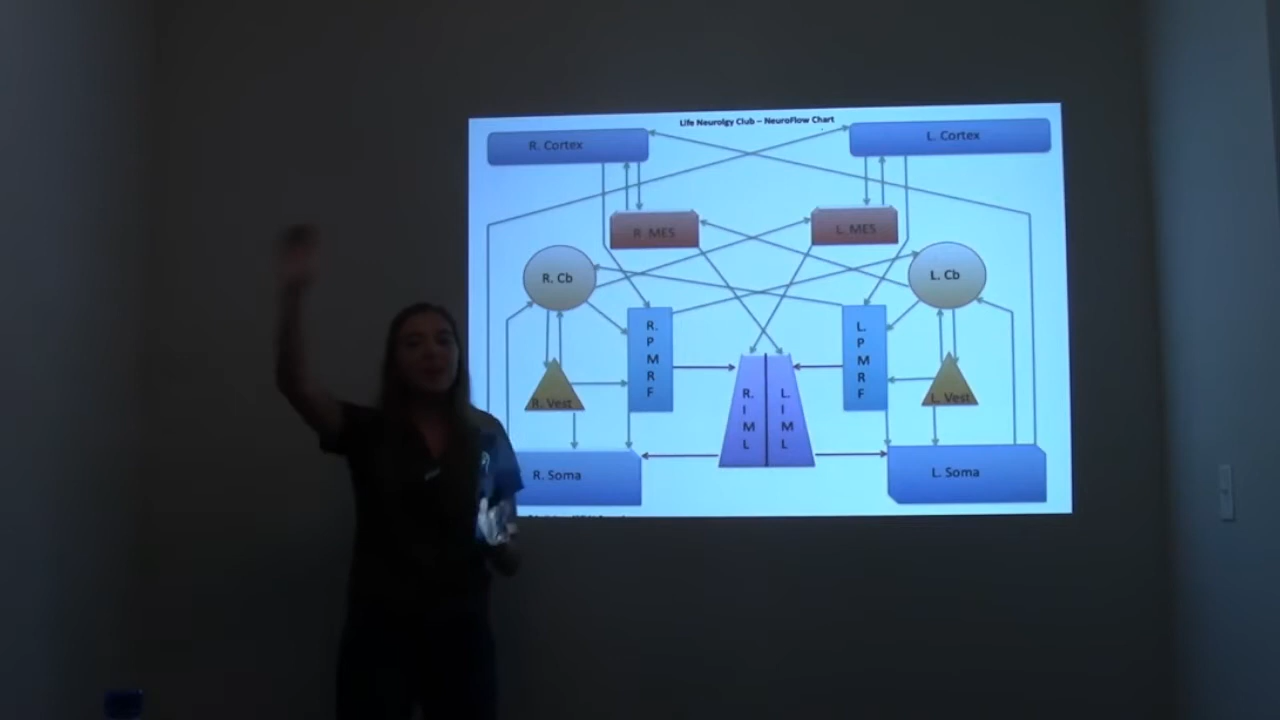 Life Neurolgy Club – NeuroFlow Chart
R. Cortex
L. Cortex
R. MES
L. MES
R. Cb
L. Cb
R.
P
M
R
F
L.
P
M
R
F
R. Vest
R.
I
M
L
L.
I
M
L
L. Vest
R. Soma
L. Soma